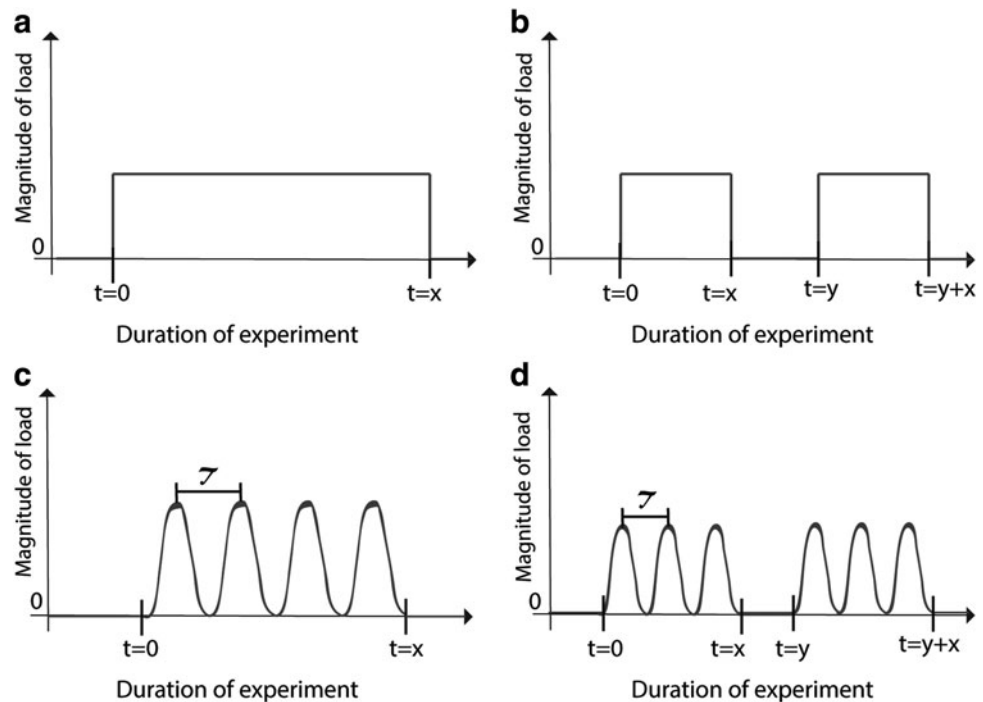 a
Magnitude of load
0
t=0
t=x
Duration of experiment
b
Magnitude of load
0
t=0
t=x
t=y
t=y+x
Duration of experiment
c
Magnitude of load
𝒯
0
t=0
t=x
Duration of experiment
d
Magnitude of load
𝒯
0
t=0
t=x
t=y
t=y+x
Duration of experiment